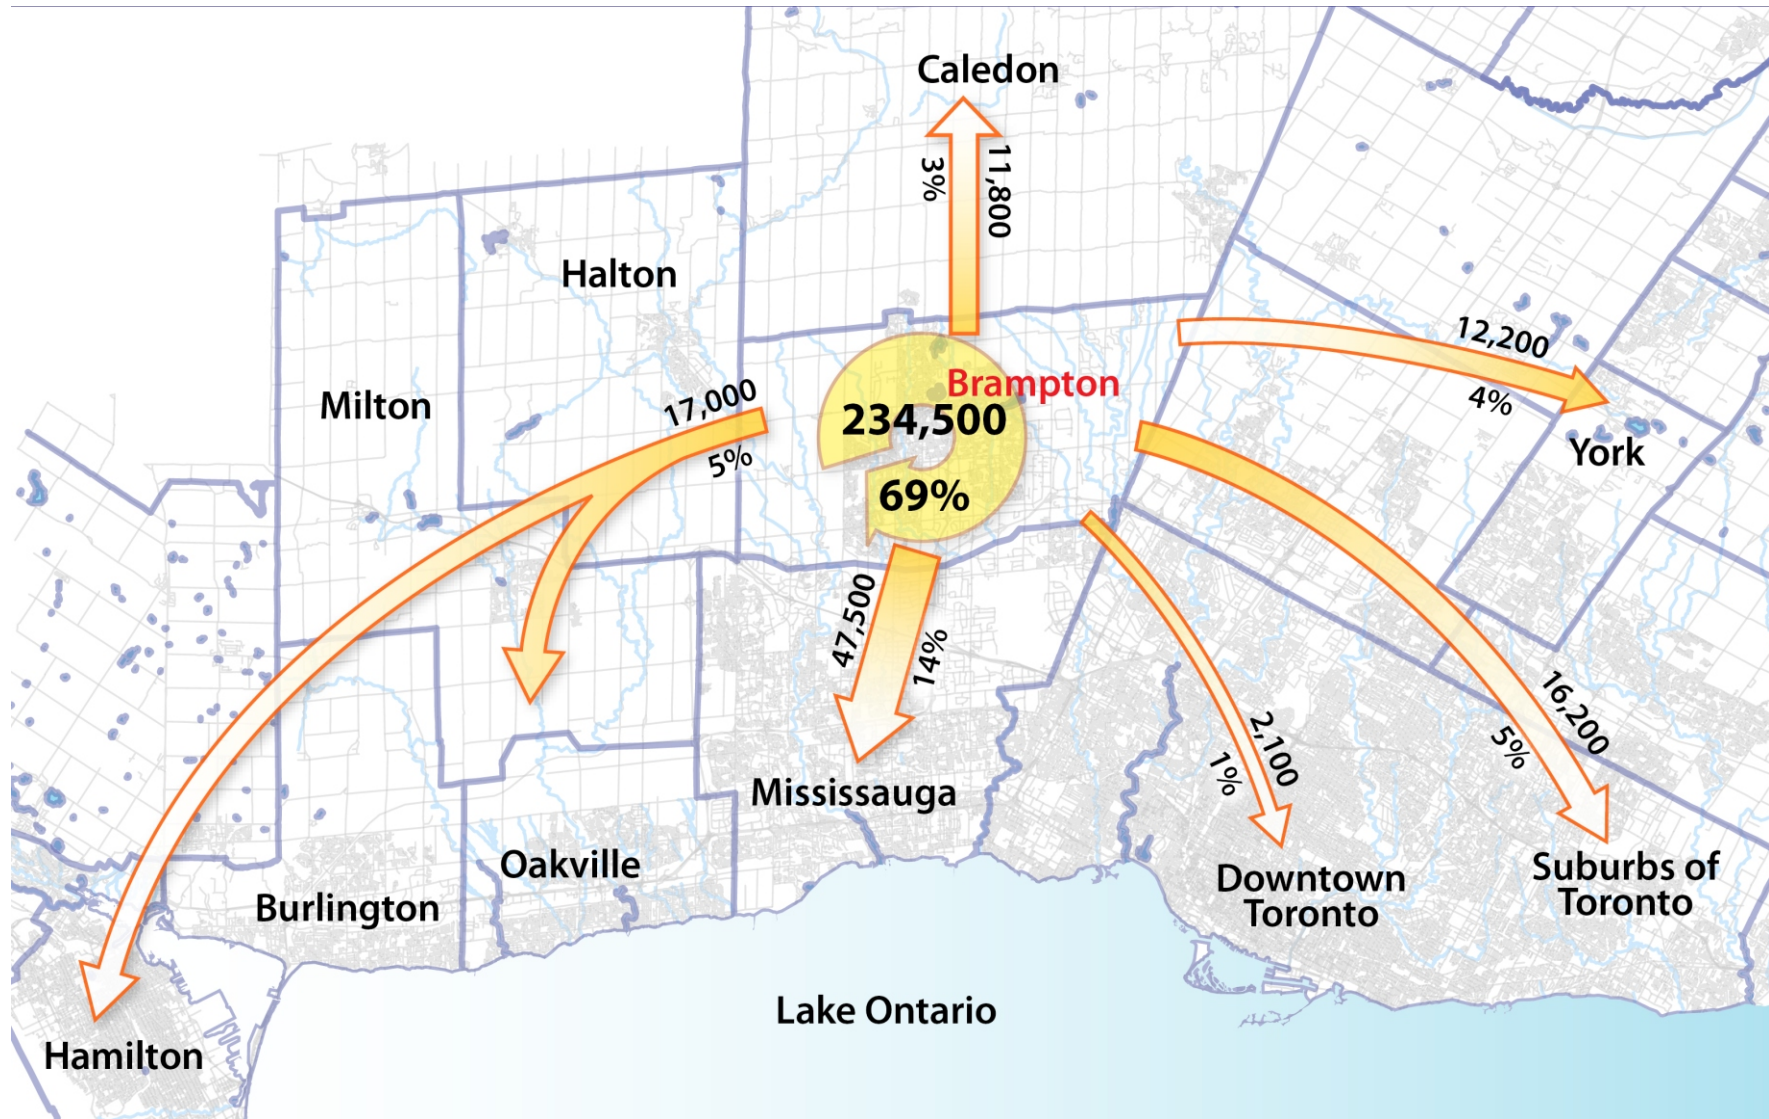 Caledon
3%
11,800
Halton
12,200
4%
York
Milton
17,000
5%
Brampton
234,500
69%
47,500
14%
16,200
5%
2,100
1%
Mississauga
Oakville
Burlington
Downtown
Toronto
Suburbs of
Toronto
Lake Ontario
Hamilton